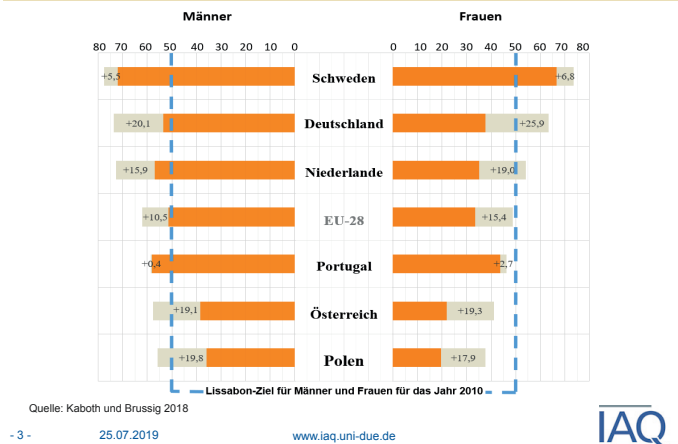 Männer Frauen
80 70 60 50 40 30 20 10 0 0 10 20 30 40 50 60 70 80
+5,5 Schweden +6,8
+20,1 Deutschland +25,9
+15,9 Niederlande +19,0
+10,5 EU-28 +15,4
+0,4 Portugal +2,7
+19,1 Österreich +19,3
+19,8 Polen +17,9
Lissabon-Ziel für Männer und Frauen für das Jahr 2010
Quelle: Kaboth und Brussig 2018
- 3 - 25.07.2019 www.iaq.uni-due.de IAQ